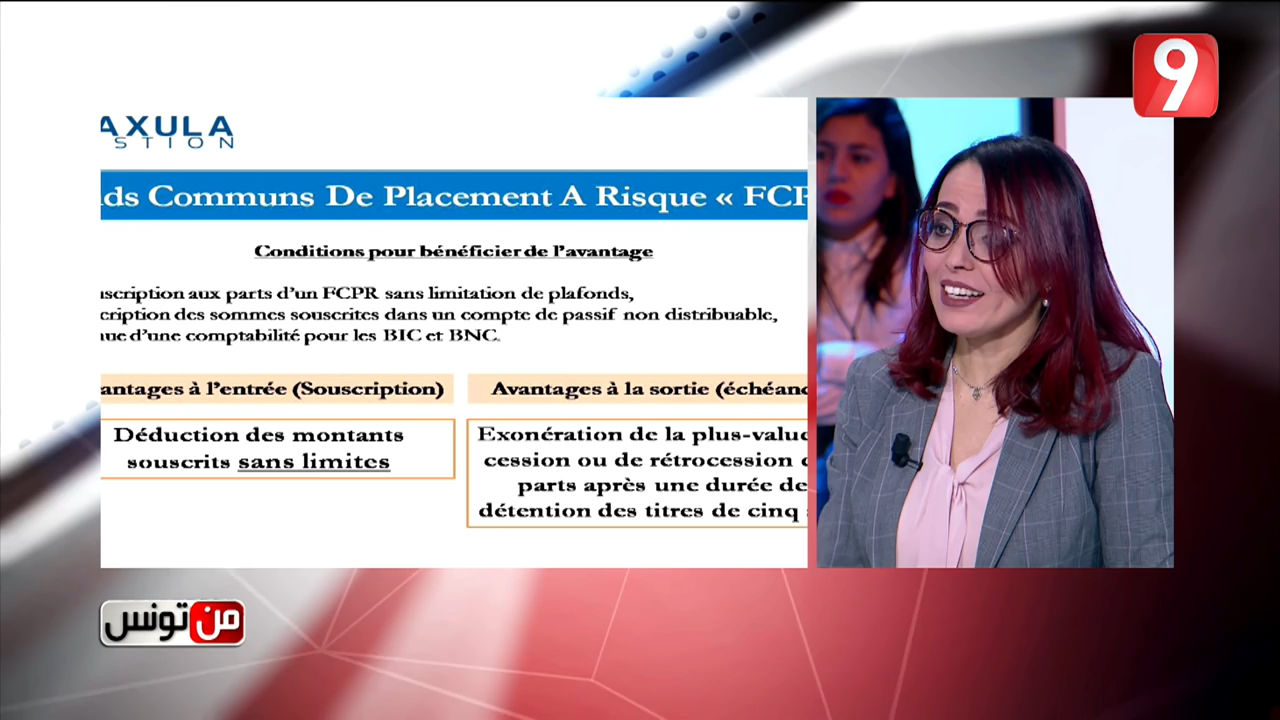 9
AXULA
STION
ds Communs De Placement A Risque « FCP
Conditions pour bénéficier de l'avantage
scription aux parts d'un FCPR sans limitation de plafonds,
cription des sommes souscrites dans un compte de passif non distribuable,
ue d'une comptabilité pour les BIC et BNC.
antages à l'entrée (Souscription)
Avantages à la sortie (échéanc
Déduction des montants
souscrits sans limites
Exonération de la plus-value
cession ou de rétrocession d
parts après une durée de
détention des titres de cinq
من تونس